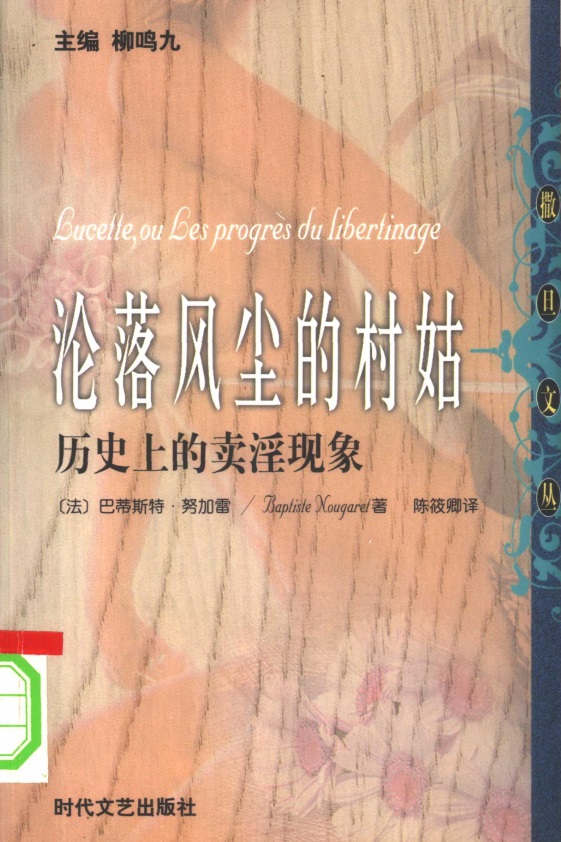 主编 柳鸣九
Lucette, ou Les progrès du libertinage
沦落风尘的村姑
历史上的卖淫现象
〔法〕巴蒂斯特·努加雷 / Baptiste Nougaret 著 陈筱卿译
时代文艺出版社
撒旦文丛